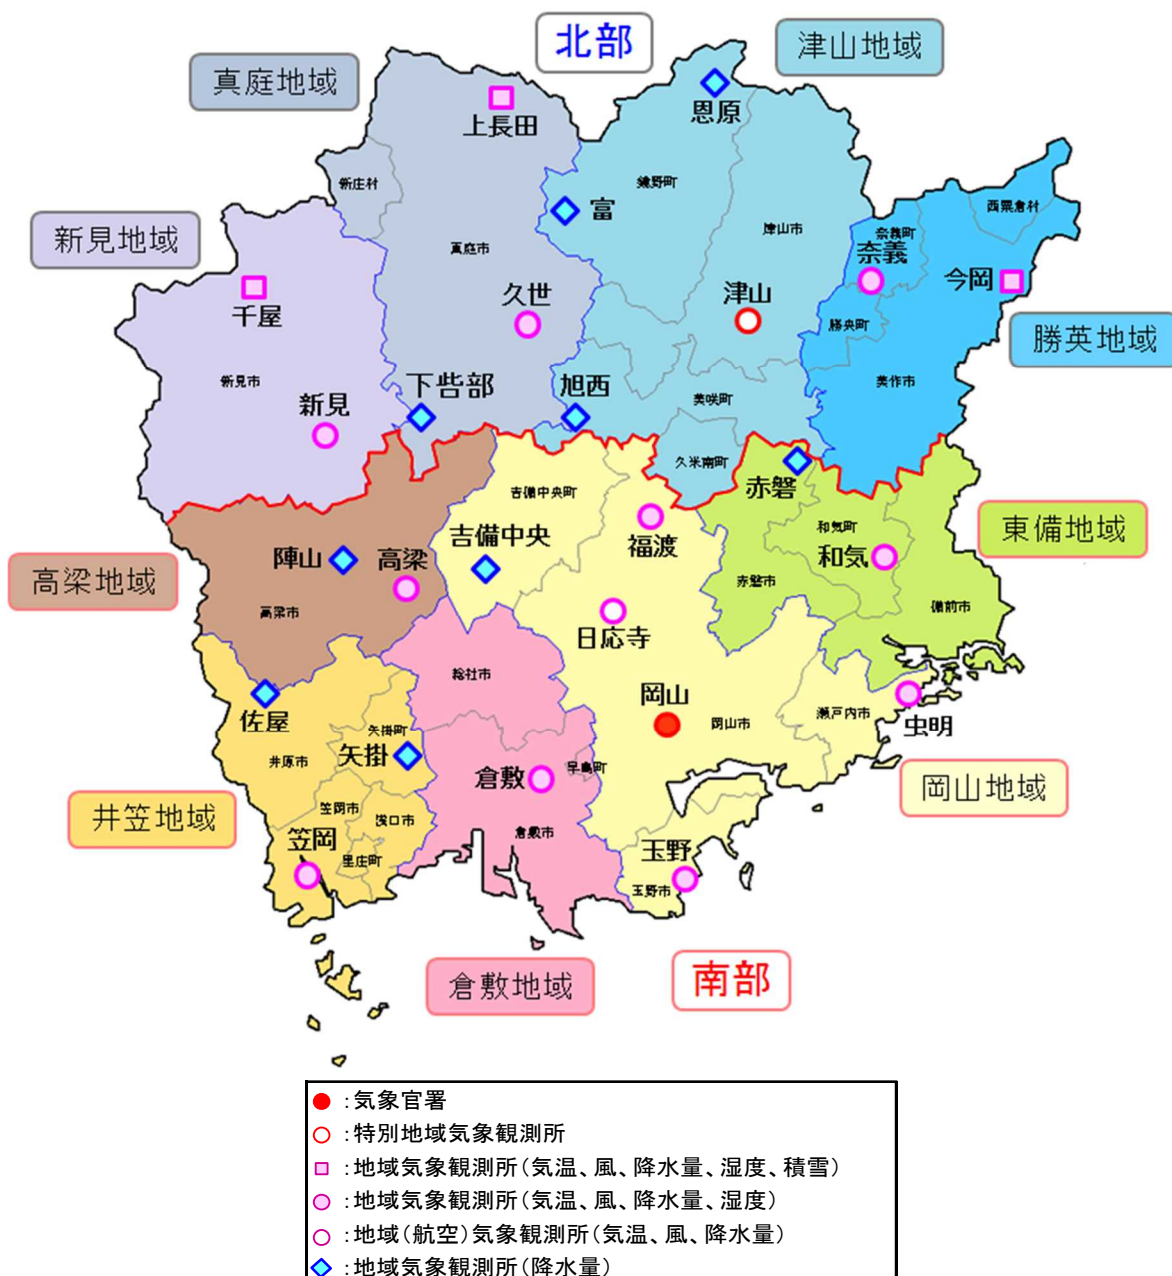 北部
津山地域
真庭地域
上長田
恩原
新庄村
鏡野町
西粟倉村
富
新見地域
真庭市
津山市
奈義町
奈義
今岡
千屋
久世
津山
勝央町
勝英地域
新見市
下呰部
旭西
美咲町
美作市
新見
久米南町
赤磐
吉備中央町
和気町
東備地域
吉備中央
福渡
陣山
高梁
和気
高梁地域
赤磐市
備前市
高梁市
日応寺
総社市
岡山
瀬戸内市
佐屋
矢掛町
岡山市
虫明
井原市
矢掛
早島町
倉敷
岡山地域
井笠地域
笠岡市
浅口市
倉敷市
笠岡
里庄町
玉野
玉野市
倉敷地域
南部
:気象官署
:特別地域気象観測所
:地域気象観測所(気温、風、降水量、湿度、積雪)
:地域気象観測所(気温、風、降水量、湿度)
:地域(航空)気象観測所(気温、風、降水量)
:地域気象観測所(降水量)